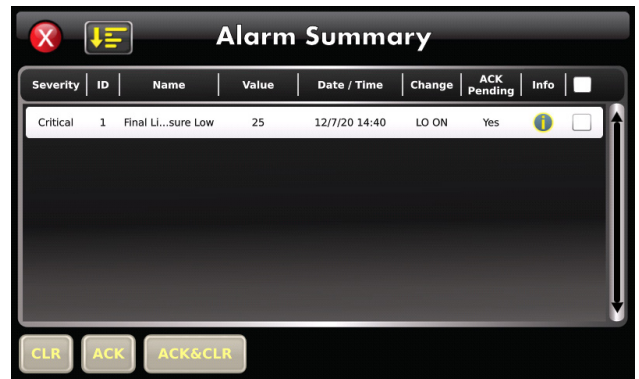 Alarm Summary
Severity ID Name Value Date / Time Change ACK Pending Info
Critical 1 Final Li...sure Low 25 12/7/20 14:40 LO ON Yes i
CLR ACK ACK&CLR